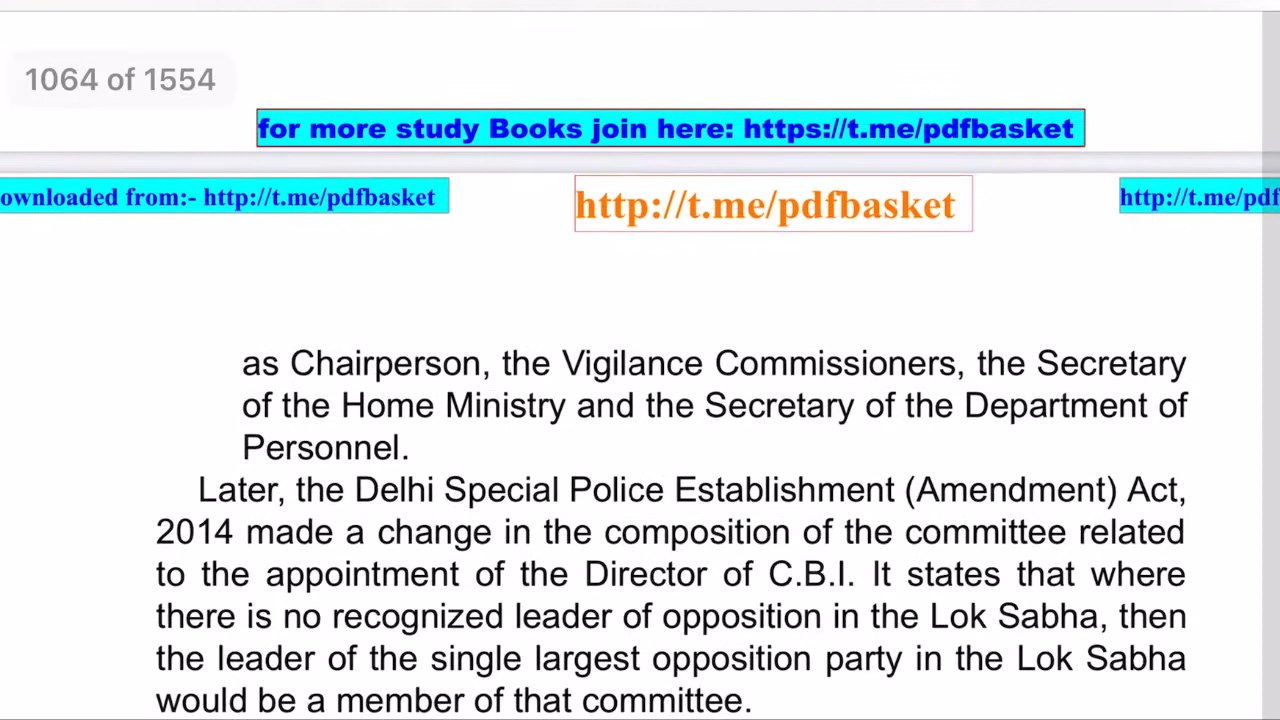 1064 of 1554
for more study Books join here: https://t.me/pdfbasket
ownloaded from:- http://t.me/pdfbasket
http://t.me/pdfbasket
http://t.me/pdf
as Chairperson, the Vigilance Commissioners, the Secretary
of the Home Ministry and the Secretary of the Department of
Personnel.
Later, the Delhi Special Police Establishment (Amendment) Act,
2014 made a change in the composition of the committee related
to the appointment of the Director of C.B.I. It states that where
there is no recognized leader of opposition in the Lok Sabha, then
the leader of the single largest opposition party in the Lok Sabha
would be a member of that committee.